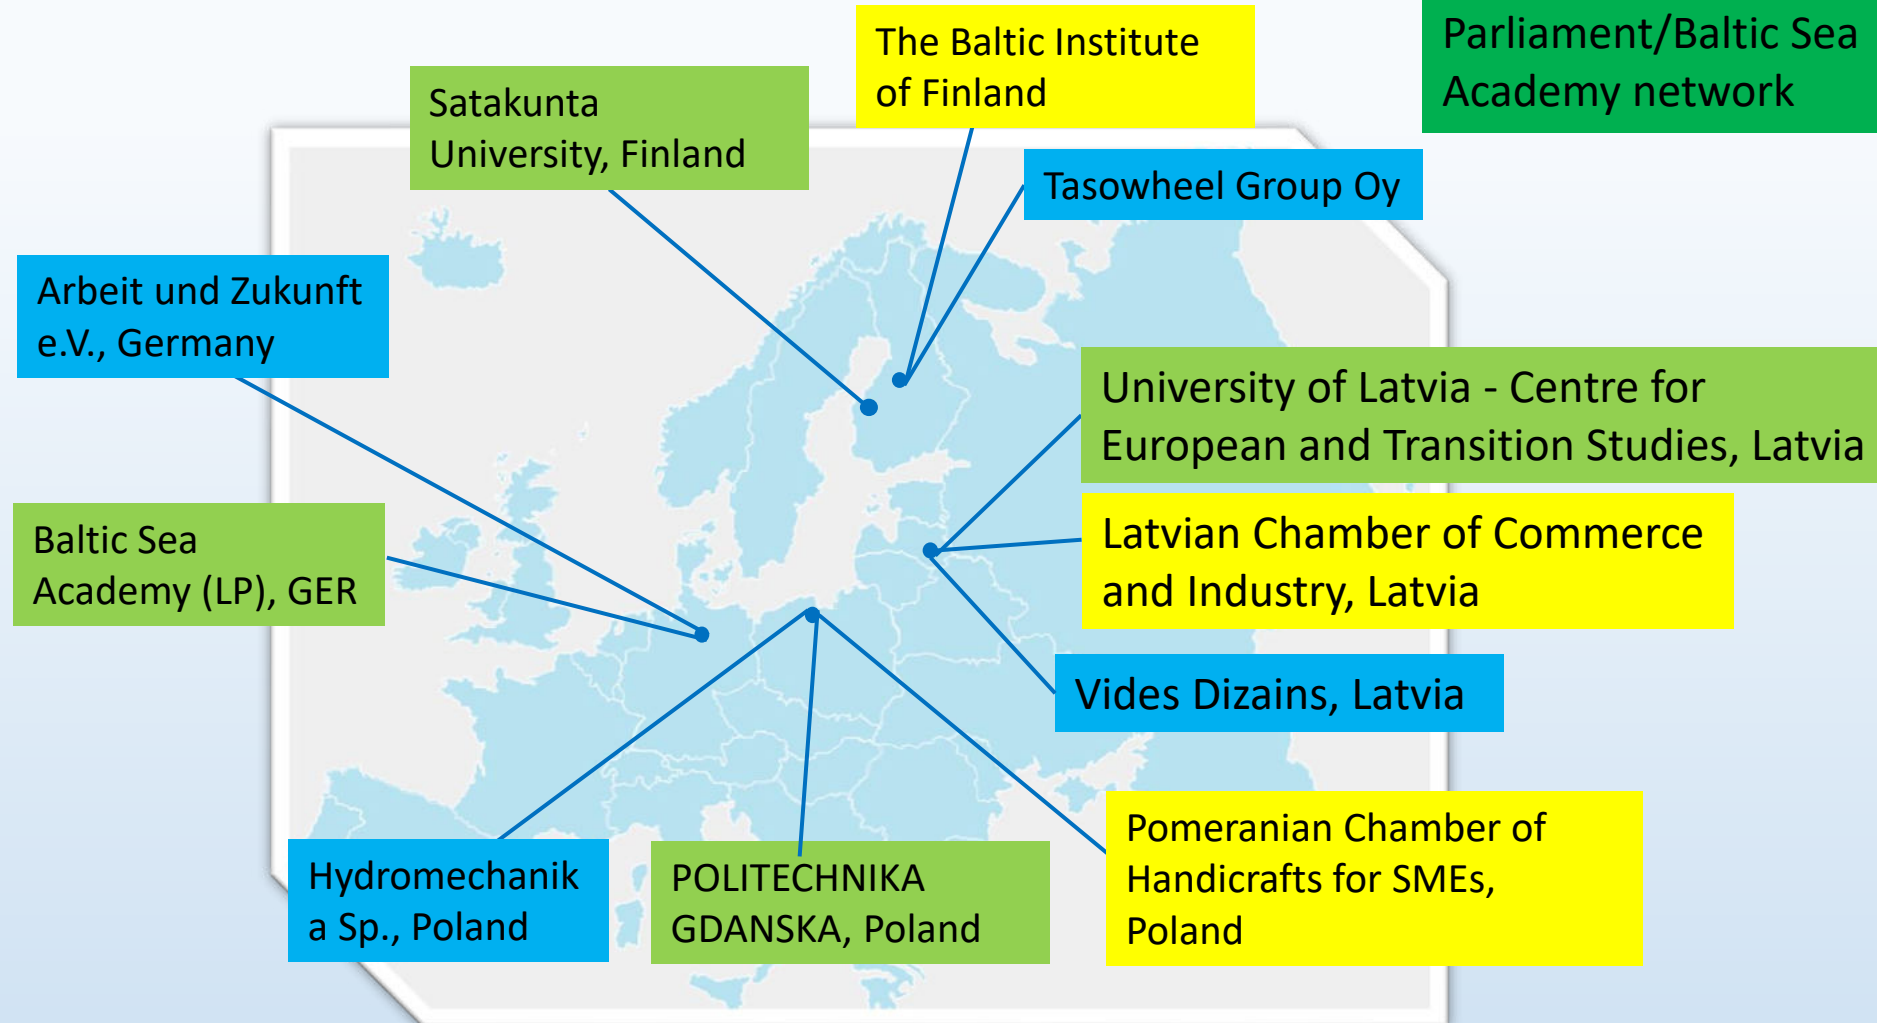 The Baltic Institute
of Finland
Parliament/Baltic Sea
Academy network
Satakunta
University, Finland
Tasowheel Group Oy
Arbeit und Zukunft
e.V., Germany
University of Latvia - Centre for
European and Transition Studies, Latvia
Baltic Sea
Academy (LP), GER
Latvian Chamber of Commerce
and Industry, Latvia
Vides Dizains, Latvia
Hydromechanik
a Sp., Poland
POLITECHNIKA
GDANSKA, Poland
Pomeranian Chamber of
Handicrafts for SMEs,
Poland